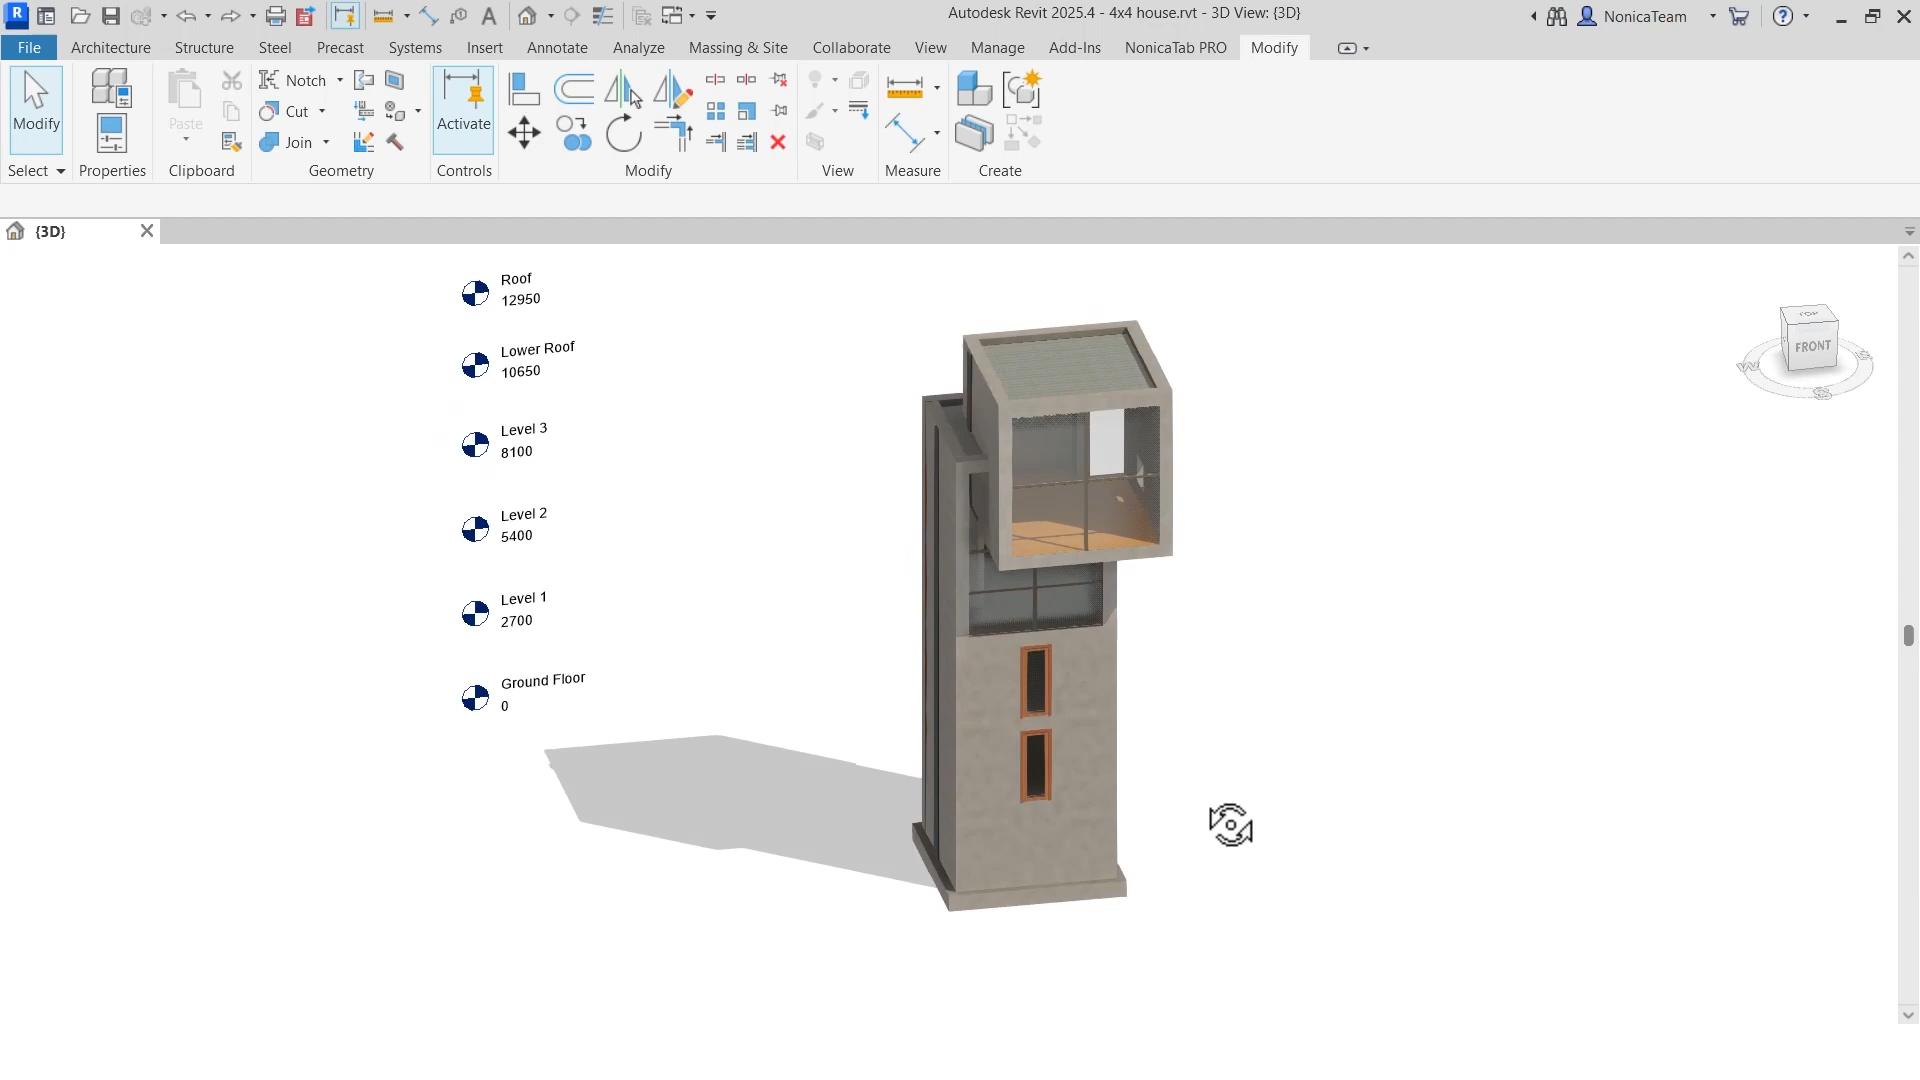 Autodesk Revit 2025.4 - 4x4 house.rvt - 3D View: {3D}
NonicaTeam
File
Architecture
Structure
Steel
Precast
Systems
Insert
Annotate
Analyze
Massing & Site
Collaborate
View
Manage
Add-Ins
NonicaTab PRO
Modify
Modify
Paste
Notch
Cut
Join
Activate
Select
Properties
Clipboard
Geometry
Controls
Modify
View
Measure
Create
{3D}
Roof
12950
Lower Roof
10650
Level 3
8100
Level 2
5400
Level 1
2700
Ground Floor
0
TOP
FRONT
W
S